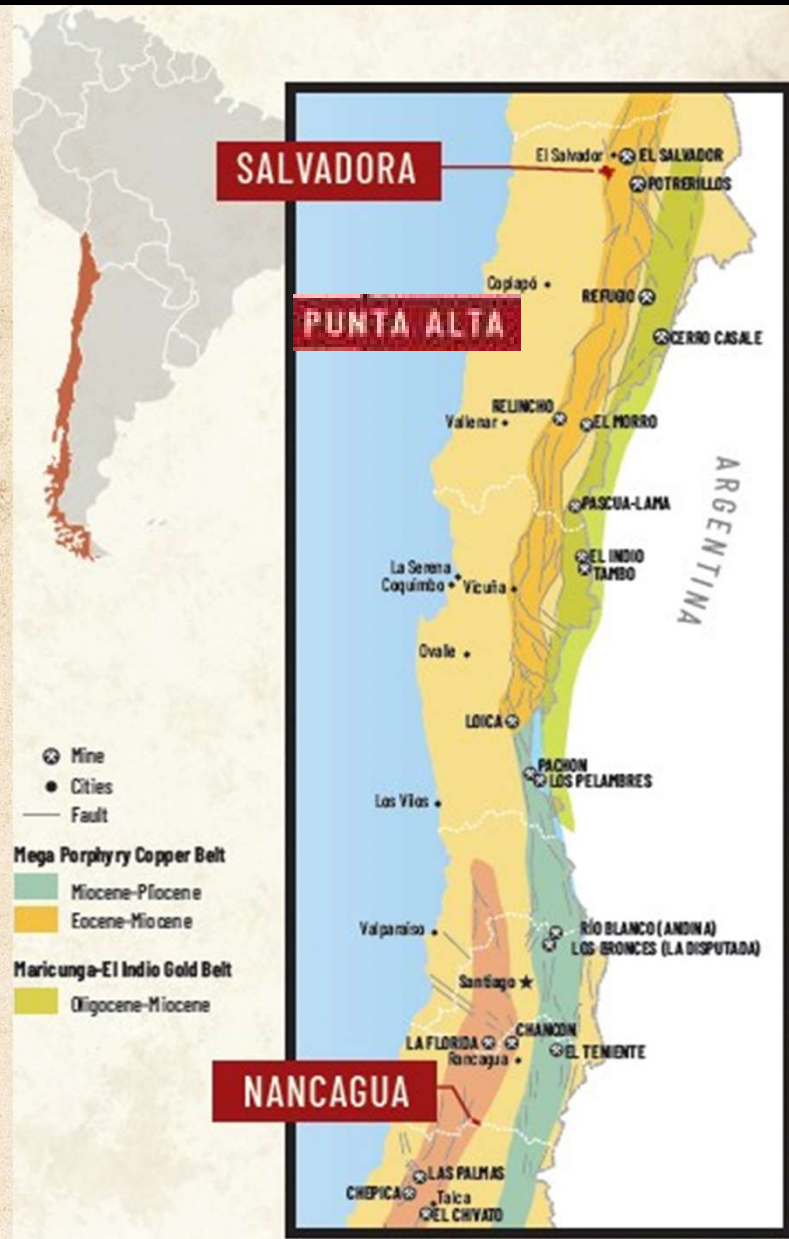 El Salvador
EL SALVADOR
SALVADORA
POTRERILLOS
Copiapó
REFUGIO
PUNTA ALTA
CERRO CASALE
RELINCHO
Vallenar
EL MORRO
ARGENTINA
PASCUA-LAMA
EL INDIO
TAMBO
La Serena
Coquimbo
Vicuña
Ovalle
LOICA
Mine
PACHON
Cities
LOS PELAMBRES
Fault
Los Vilos
Mega Porphyry Copper Belt
Miocene-Pliocene
Eocene-Miocene
Valparaiso
RÍO BLANCO (ANDINA)
LOS BRONCES (LA DISPUTADA)
Maricunga-El Indio Gold Belt
Santiago
Oligocene-Miocene
CHANCON
LA FLORIDA
Rancagua
EL TENIENTE
NANCAGUA
LAS PALMAS
CHEPICA
Talca
EL CHIVATO